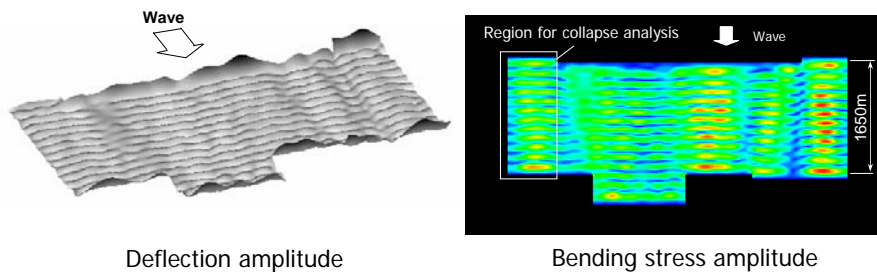 Wave
Region for collapse analysis
Wave
1650m
Deflection amplitude
Bending stress amplitude